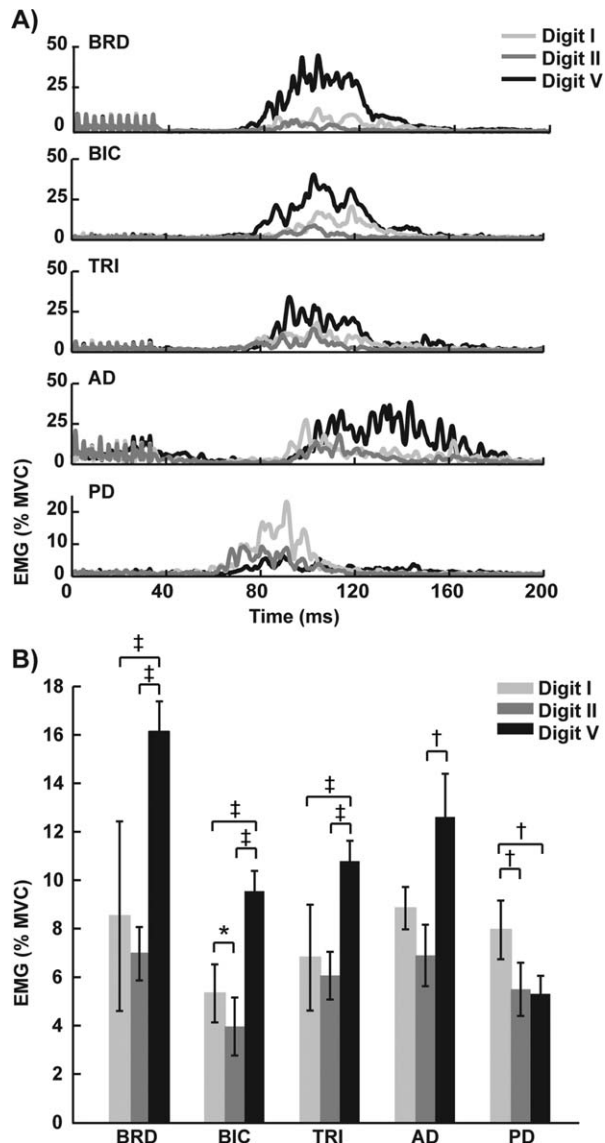 A)
BRD
Digit I
Digit II
Digit V
50
25
0
BIC
50
25
0
TRI
50
25
0
AD
50
25
0
PD
20
10
0
EMG (% MVC)
0 40 80 120 160 200
Time (ms)
B)
Digit I
Digit II
Digit V
‡
‡
‡
‡
*
‡
‡
†
†
†
18
16
14
12
10
8
6
4
2
0
EMG (% MVC)
BRD BIC TRI AD PD